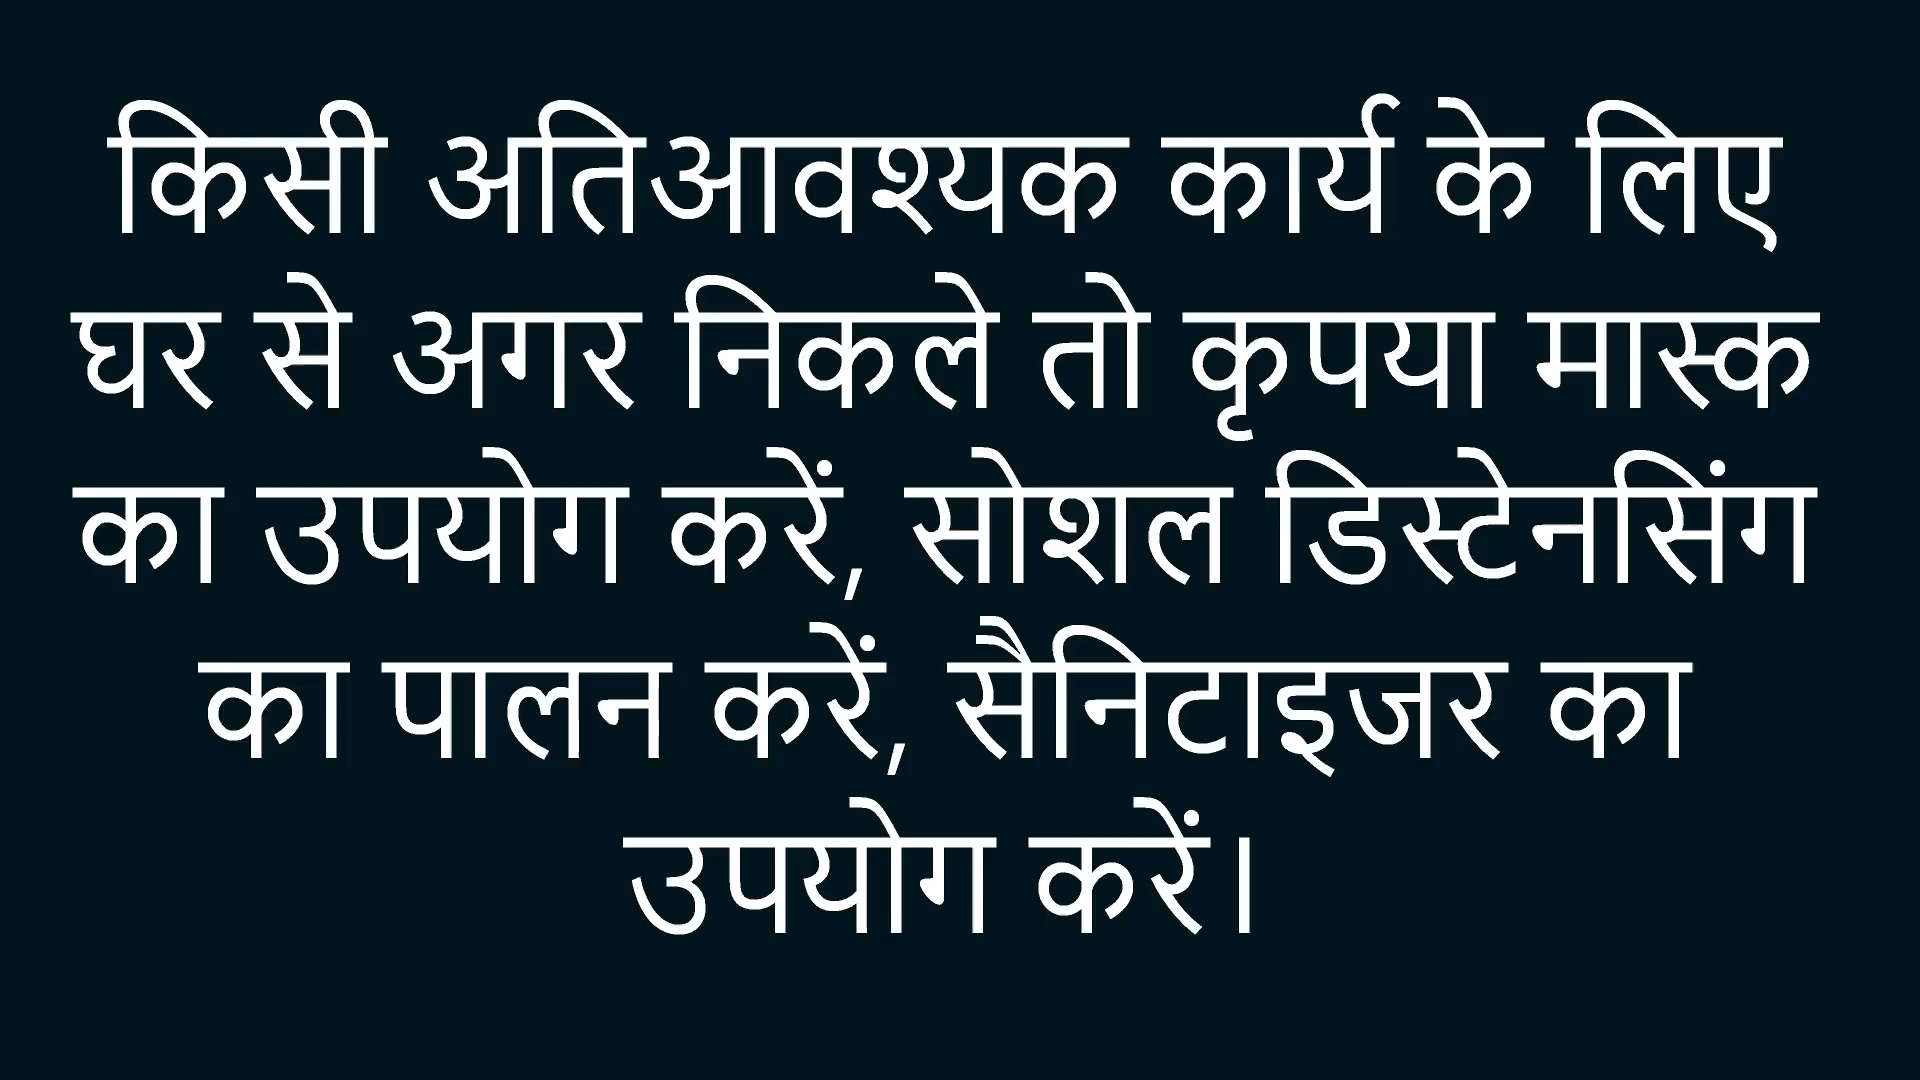 किसी अतिआवश्यक कार्य के लिए
घर से अगर निकले तो कृपया मास्क
का उपयोग करें, सोशल डिस्टेनसिंग
का पालन करें, सैनिटाइजर का
उपयोग करें।